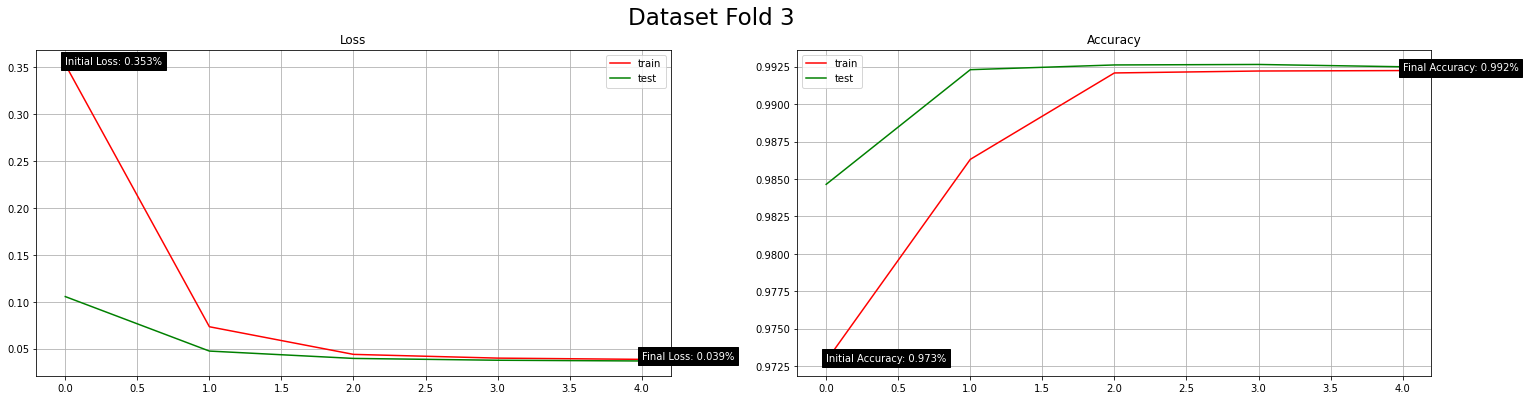 Dataset Fold 3
Loss
Initial Loss: 0.353%
train
test
0.35
0.30
0.25
0.20
0.15
0.10
0.05
Final Loss: 0.039%
0.0 0.5 1.0 1.5 2.0 2.5 3.0 3.5 4.0
Accuracy
train
test
Final Accuracy: 0.992%
0.9925
0.9900
0.9875
0.9850
0.9825
0.9800
0.9775
0.9750
0.9725
Initial Accuracy: 0.973%
0.0 0.5 1.0 1.5 2.0 2.5 3.0 3.5 4.0